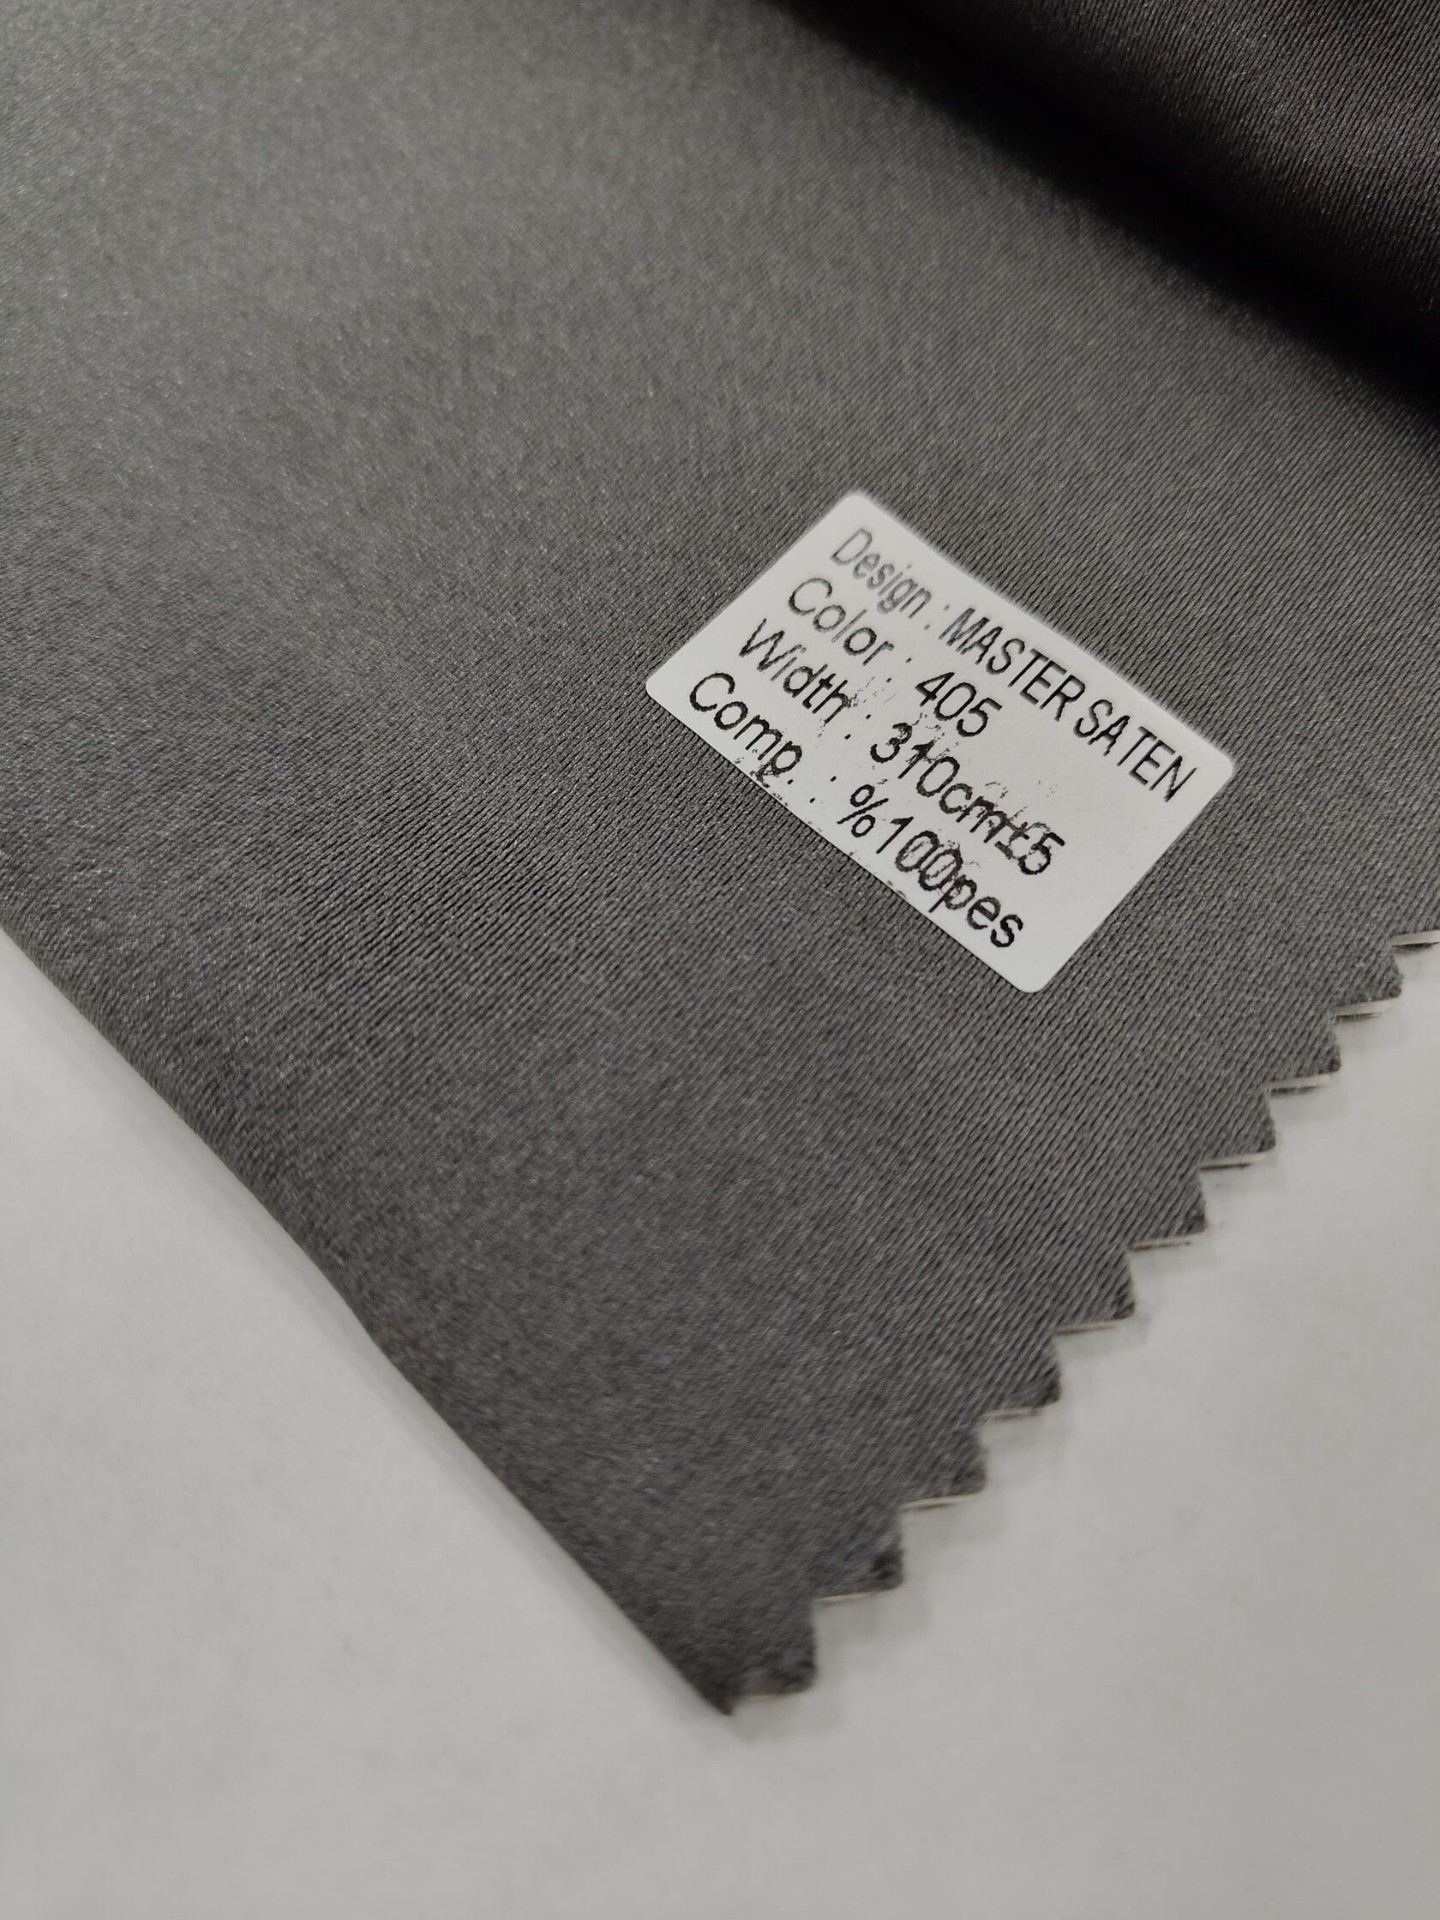 Design : MASTER SATEN
Color : 405
Width : 310cm±5
Comp. : %100pes